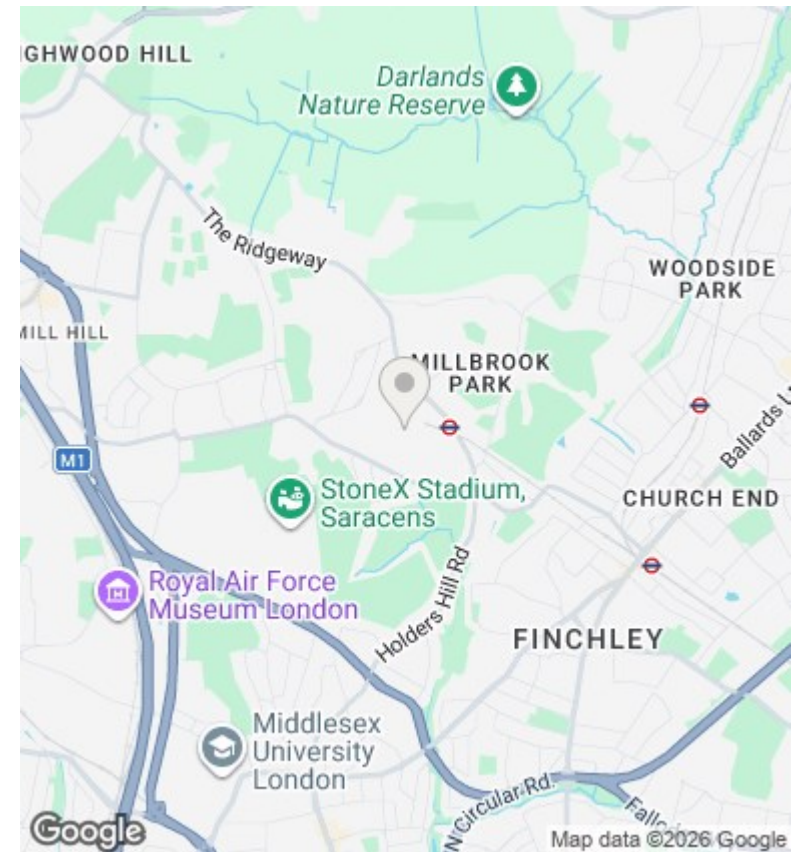 IGHWOOD HILL
Darlands
Nature Reserve
The Ridgeway
WOODSIDE
PARK
MILL HILL
MILLBROOK
PARK
Ballards L
M1
StoneX Stadium,
Saracens
CHURCH END
Royal Air Force
Museum London
Holders Hill Rd
FINCHLEY
Middlesex
University
London
N Circular Rd.
Google
Map data ©2026 Google